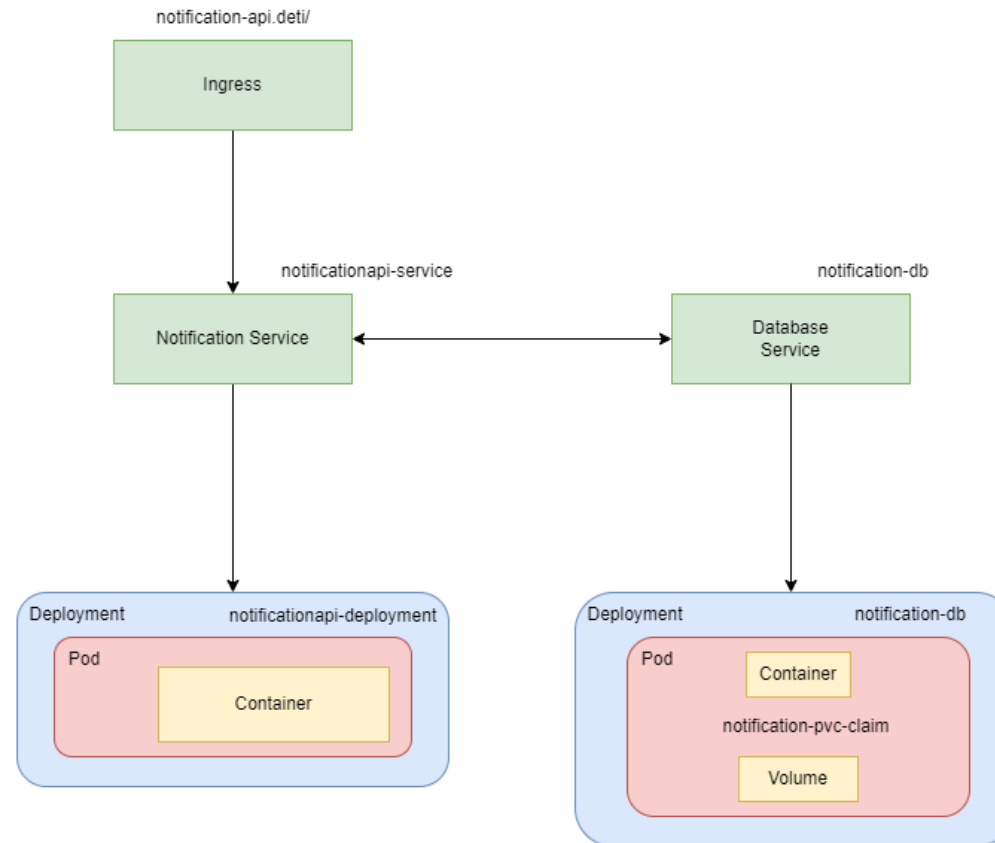 notification-api.deti/
Ingress
notificationapi-service
notification-db
Notification Service
Database
Service
Deployment
notificationapi-deployment
Pod
Container
Deployment
notification-db
Pod
Container
notification-pvc-claim
Volume